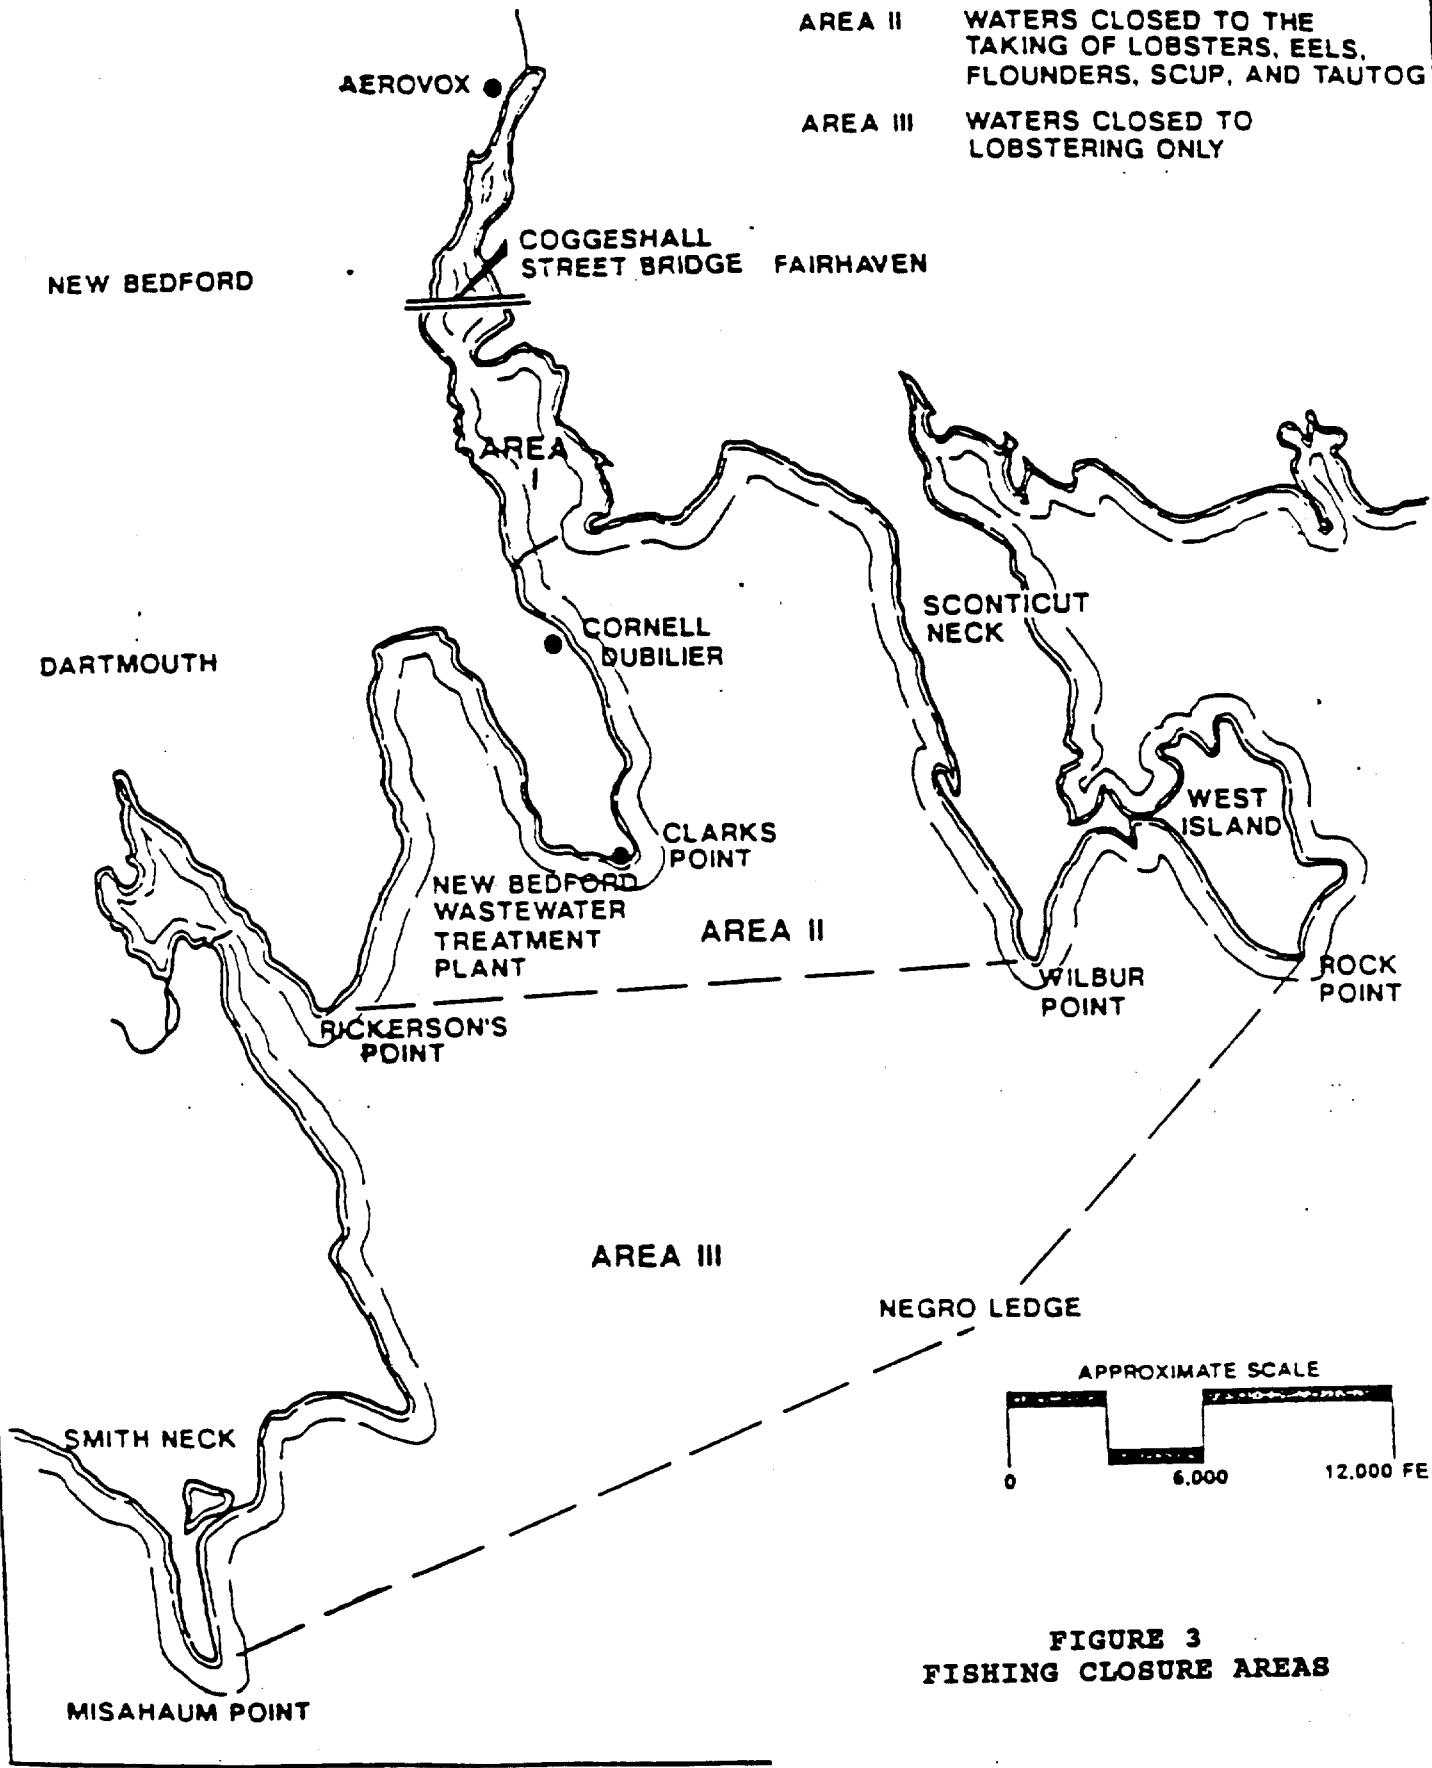 AREA II WATERS CLOSED TO THE
TAKING OF LOBSTERS, EELS,
FLOUNDERS, SCUP, AND TAUTOG
AREA III WATERS CLOSED TO
LOBSTERING ONLY
AEROVOX
COGGESHALL
STREET BRIDGE
FAIRHAVEN
NEW BEDFORD
AREA
I
SCONTICUT
NECK
CORNELL
DUBILIER
DARTMOUTH
WEST
ISLAND
CLARKS
POINT
NEW BEDFORD
WASTEWATER
TREATMENT
PLANT
AREA II
WILBUR
POINT
ROCK
POINT
RICKERSON'S
POINT
AREA III
NEGRO LEDGE
APPROXIMATE SCALE
0 6,000 12,000 FE
SMITH NECK
MISAHAUM POINT
FIGURE 3
FISHING CLOSURE AREAS